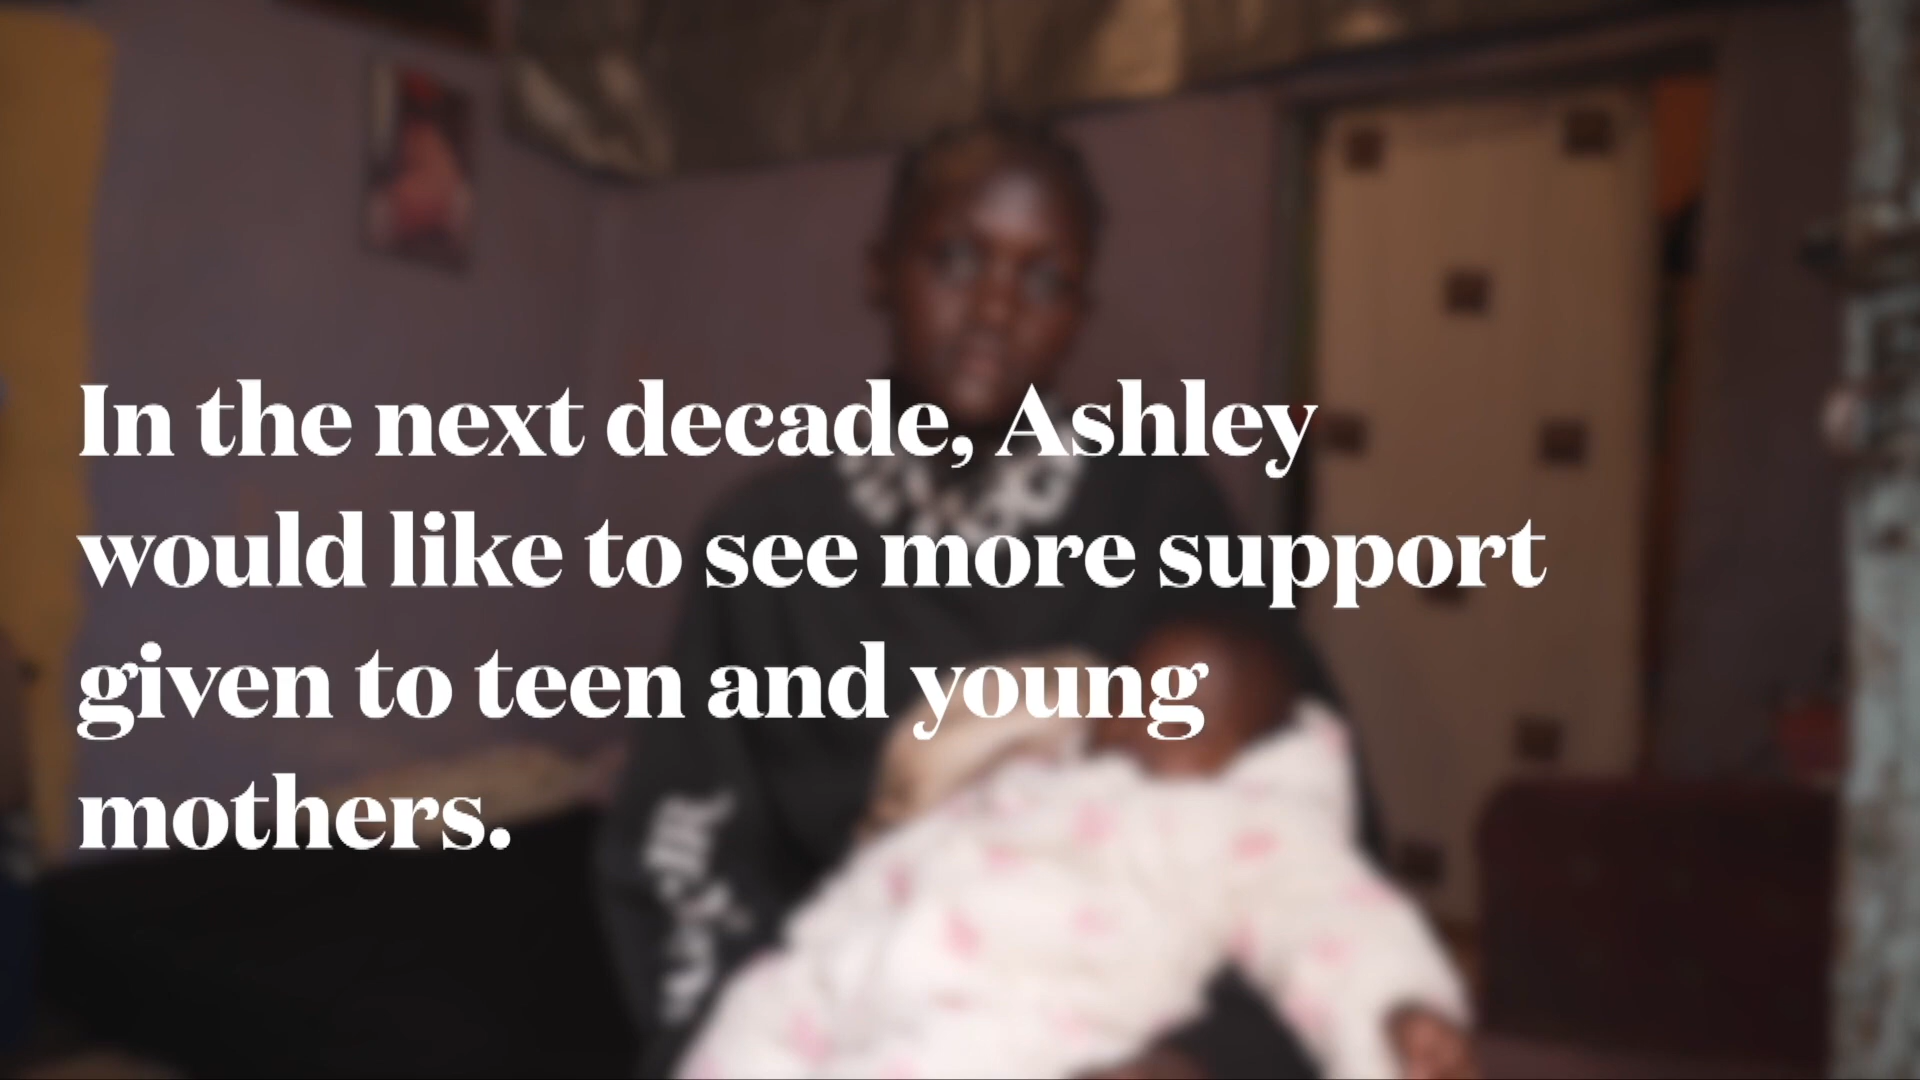 In the next decade, Ashley
would like to see more support
given to teen and young
mothers.